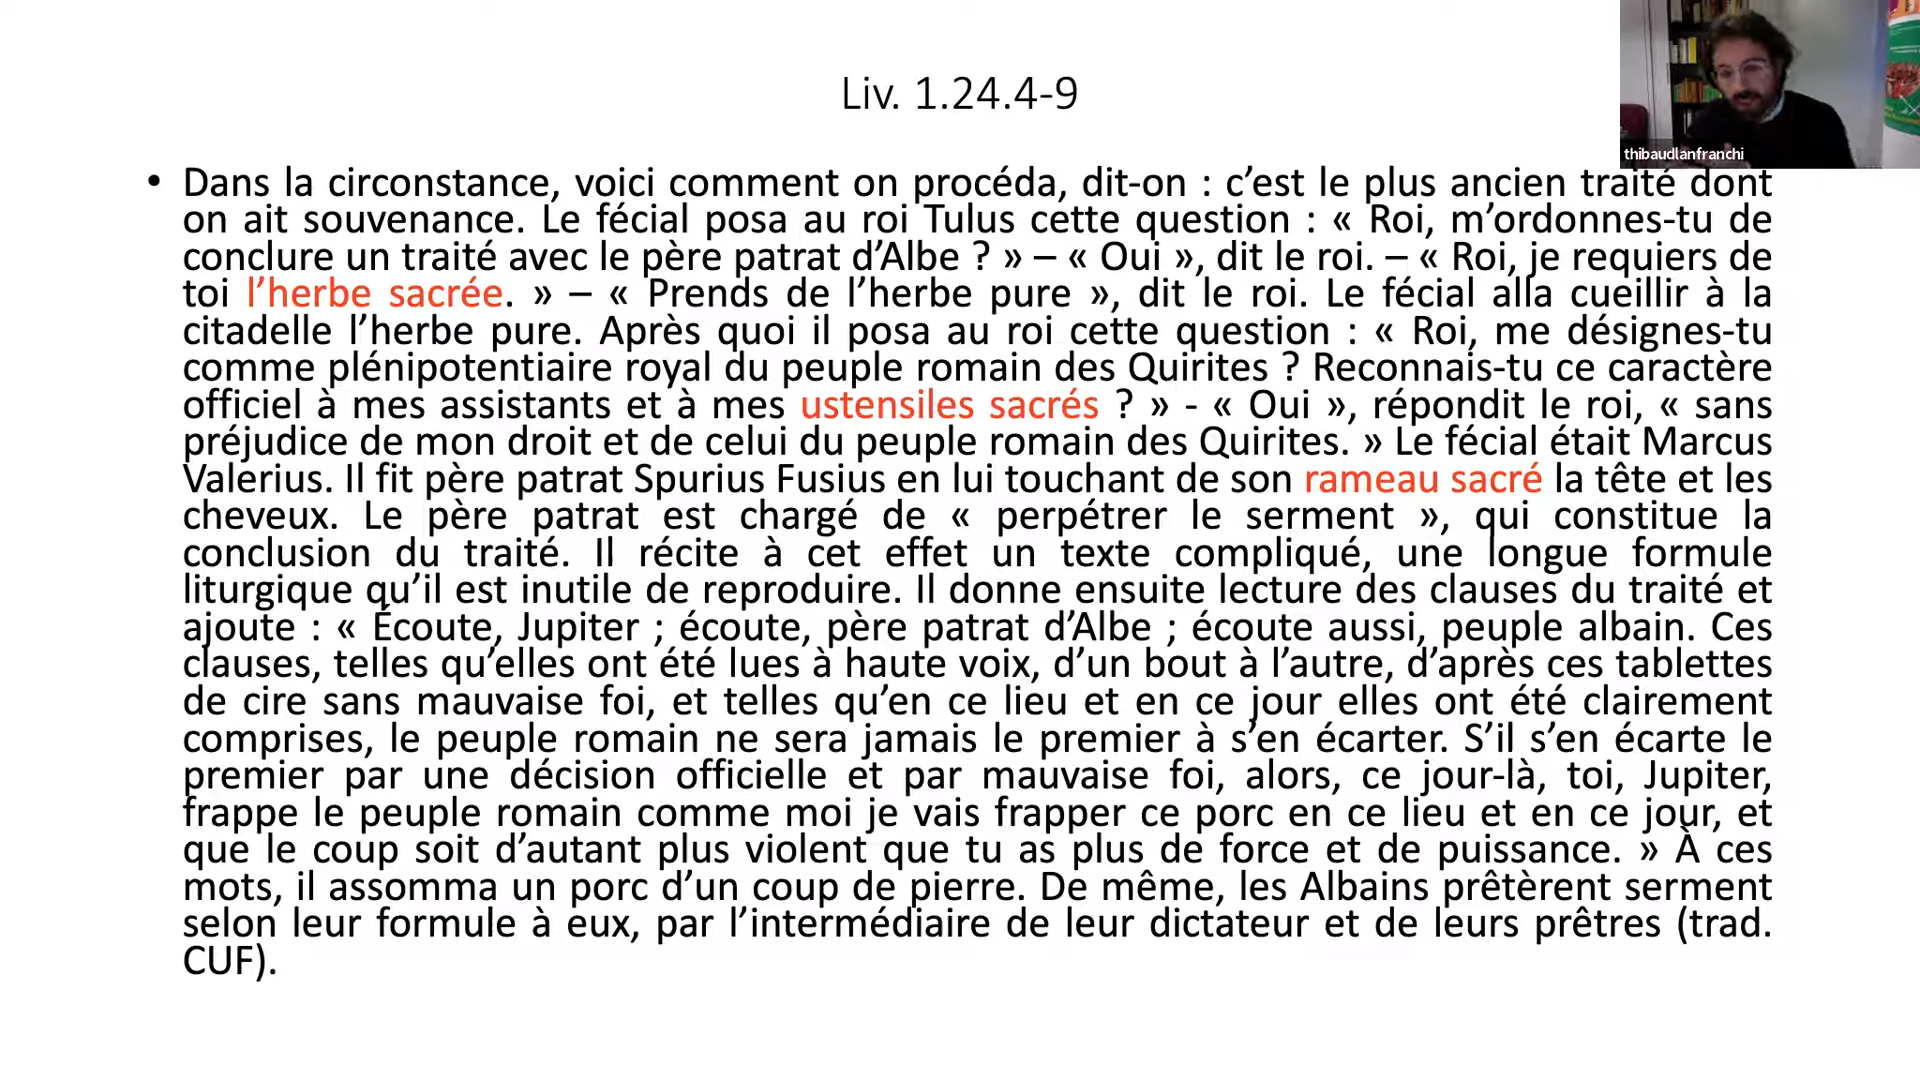 Liv. 1.24.4-9
thibaudlanfranchi
• Dans la circonstance, voici comment on procéda, dit-on : c’est le plus ancien traité dont
on ait souvenance. Le fécial posa au roi Tulus cette question : « Roi, m’ordonnes-tu de
conclure un traité avec le père patrat d’Albe ? » – « Oui », dit le roi. – « Roi, je requiers de
toi l’herbe sacrée. » – « Prends de l’herbe pure », dit le roi. Le fécial alla cueillir à la
citadelle l’herbe pure. Après quoi il posa au roi cette question : « Roi, me désignes-tu
comme plénipotentiaire royal du peuple romain des Quirites ? Reconnais-tu ce caractère
officiel à mes assistants et à mes ustensiles sacrés ? » - « Oui », répondit le roi, « sans
préjudice de mon droit et de celui du peuple romain des Quirites. » Le fécial était Marcus
Valerius. Il fit père patrat Spurius Fusius en lui touchant de son rameau sacré la tête et les
cheveux. Le père patrat est chargé de « perpétrer le serment », qui constitue la
conclusion du traité. Il récite à cet effet un texte compliqué, une longue formule
liturgique qu’il est inutile de reproduire. Il donne ensuite lecture des clauses du traité et
ajoute : « Écoute, Jupiter ; écoute, père patrat d’Albe ; écoute aussi, peuple albain. Ces
clauses, telles qu’elles ont été lues à haute voix, d’un bout à l’autre, d’après ces tablettes
de cire sans mauvaise foi, et telles qu’en ce lieu et en ce jour elles ont été clairement
comprises, le peuple romain ne sera jamais le premier à s’en écarter. S’il s’en écarte le
premier par une décision officielle et par mauvaise foi, alors, ce jour-là, toi, Jupiter,
frappe le peuple romain comme moi je vais frapper ce porc en ce lieu et en ce jour, et
que le coup soit d’autant plus violent que tu as plus de force et de puissance. » À ces
mots, il assomma un porc d’un coup de pierre. De même, les Albains prêtèrent serment
selon leur formule à eux, par l’intermédiaire de leur dictateur et de leurs prêtres (trad.
CUF).